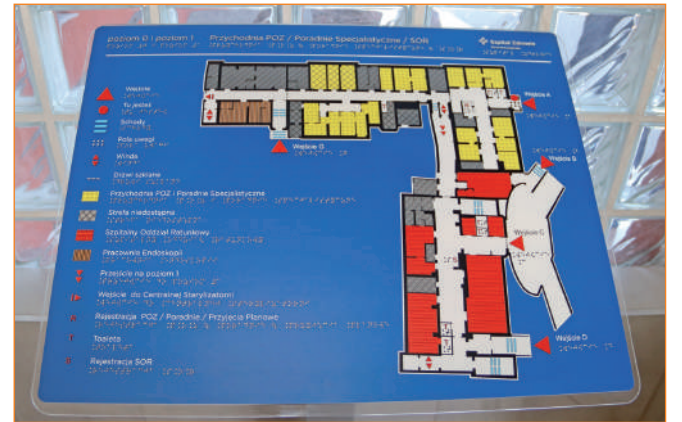 poziom 0 i poziom 1 Przychodnia POZ / Poradnie Specjalistyczne / SOR
Szpital Zdrowia
Wejście
Tu jesteś
Schody
Pole uwagi
Winda
Drzwi szklane
Przychodnia POZ i Poradnie Specjalistyczne
Strefa niedostępna
Szpitalny Oddział Ratunkowy
Pracownia Endoskopii
Przejście na poziom 1
Wejście do Centralnej Sterylizatorni
Rejestracja POZ / Poradnie / Przyjęcia Planowe
Toaleta
Rejestracja SOR
Wejście A
Wejście B
Wejście C
Wejście D
Wejście G